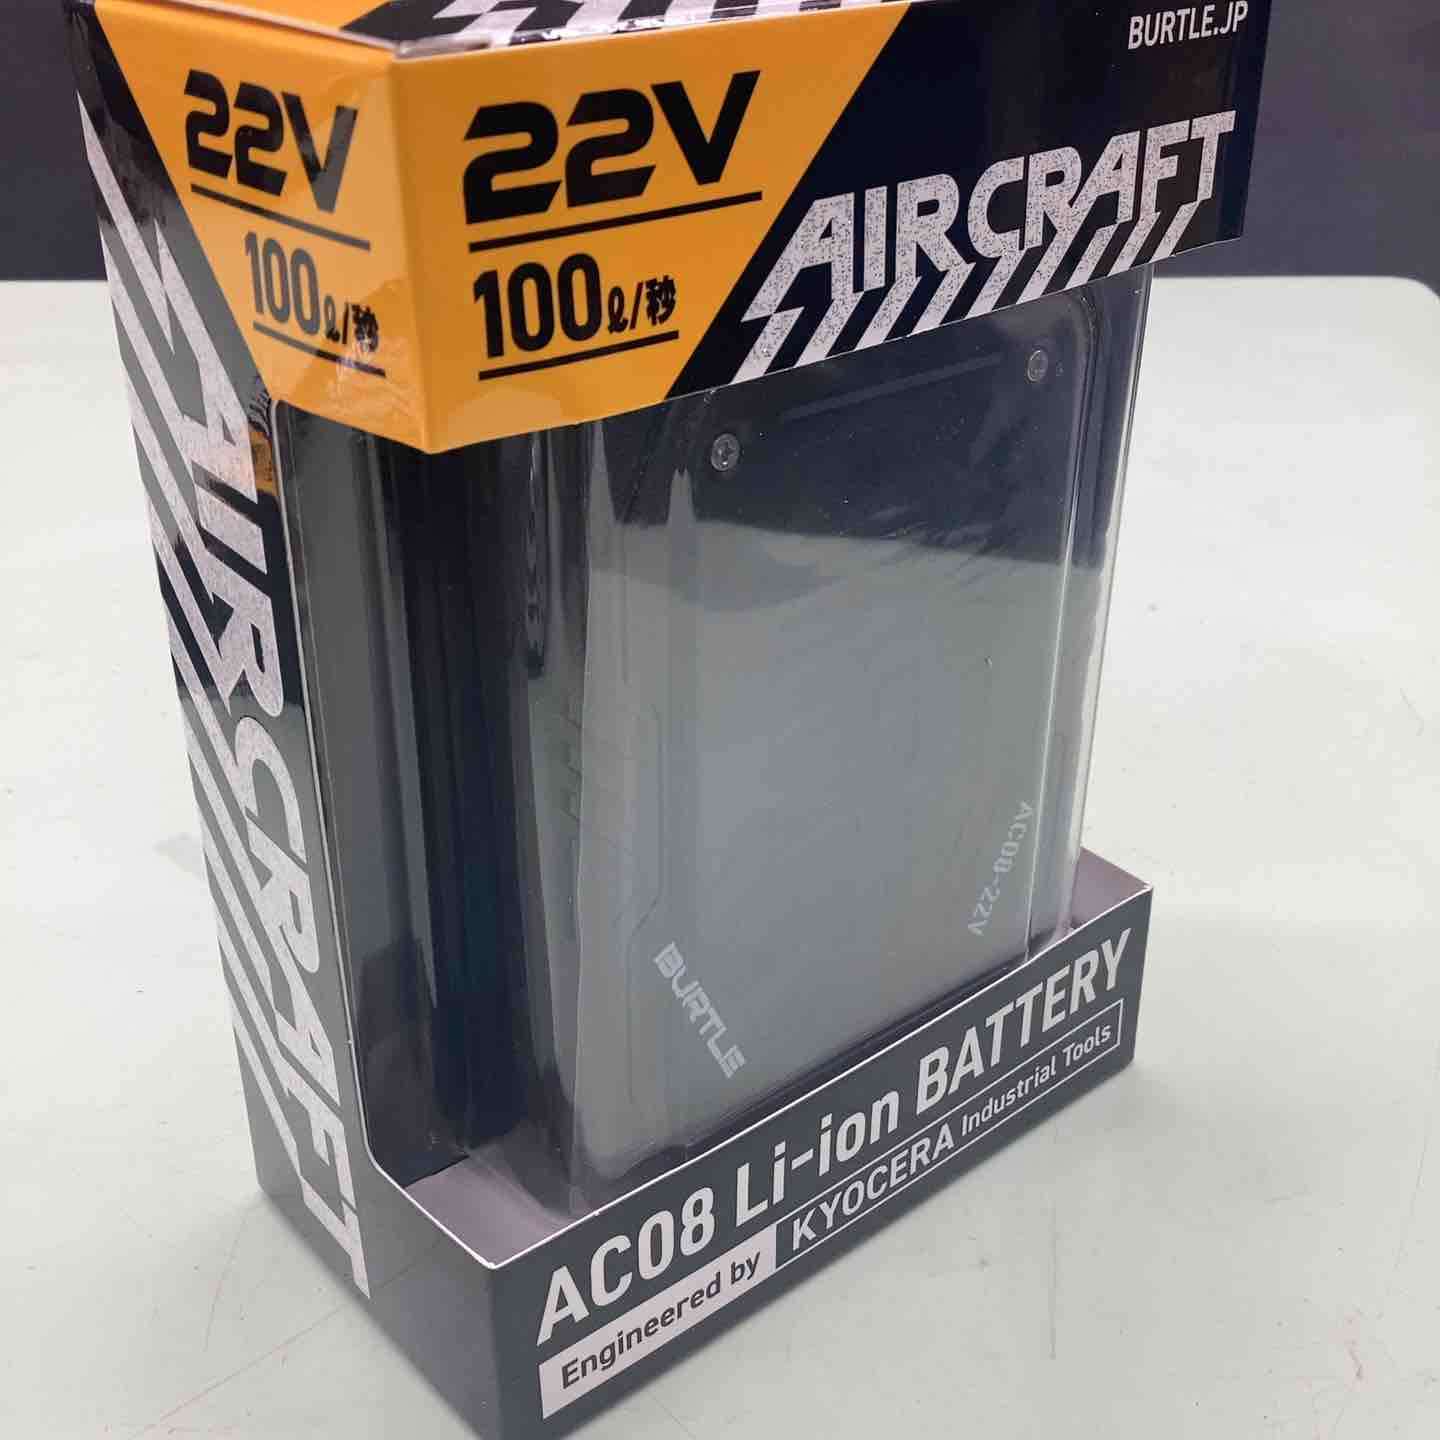 22V
100ℓ/秒
AIRCRAFT
22V
100ℓ/秒
BURTLE.JP
AIRCRAFT
AC08-22V
BURTLE
AC08 Li-ion BATTERY
Engineered by KYOCERA Industrial Tools